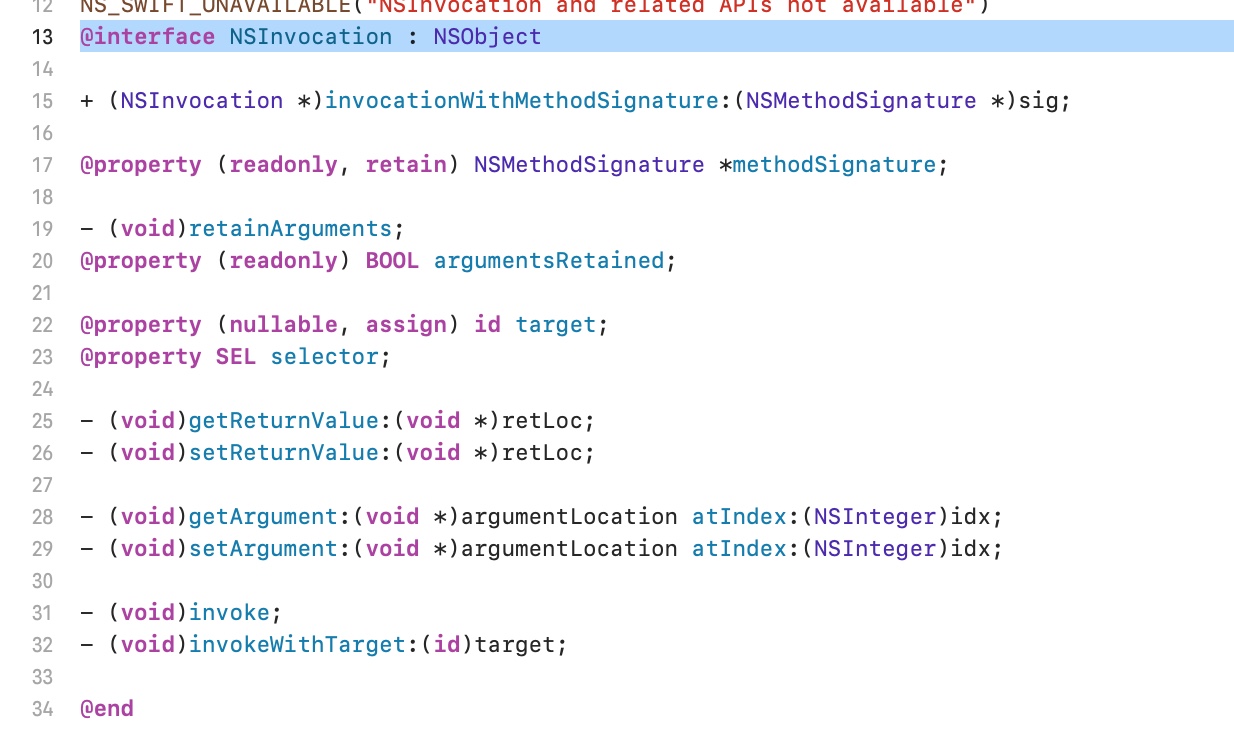 12 NS_SWIFT_UNAVAILABLE("NSInvocation and related APIs not available")
13 @interface NSInvocation : NSObject
14
15 + (NSInvocation *)invocationWithMethodSignature:(NSMethodSignature *)sig;
16
17 @property (readonly, retain) NSMethodSignature *methodSignature;
18
19 - (void)retainArguments;
20 @property (readonly) BOOL argumentsRetained;
21
22 @property (nullable, assign) id target;
23 @property SEL selector;
24
25 - (void)getReturnValue:(void *)retLoc;
26 - (void)setReturnValue:(void *)retLoc;
27
28 - (void)getArgument:(void *)argumentLocation atIndex:(NSInteger)idx;
29 - (void)setArgument:(void *)argumentLocation atIndex:(NSInteger)idx;
30
31 - (void)invoke;
32 - (void)invokeWithTarget:(id)target;
33
34 @end